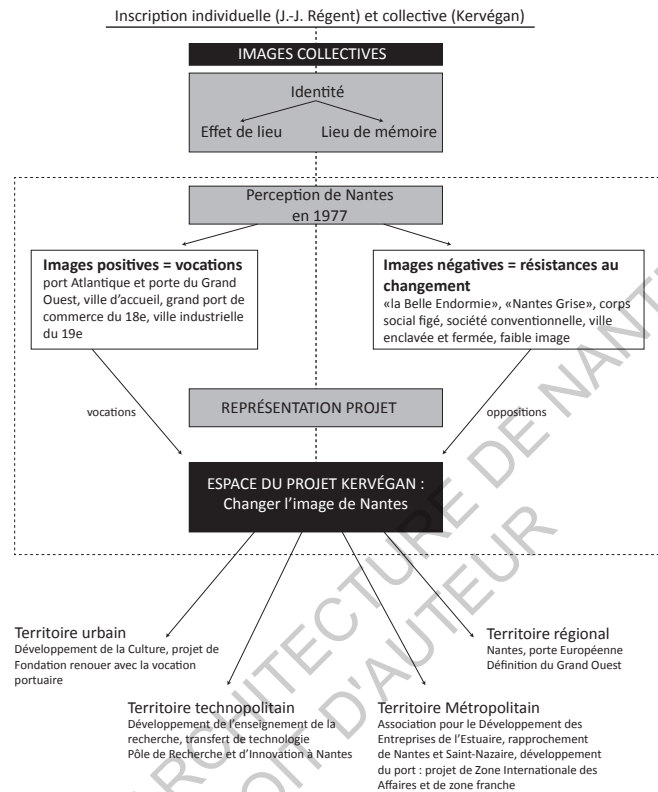 Inscription individuelle (J.-J. Régent) et collective (Kervégan)
IMAGES COLLECTIVES
Identité
Effet de lieu Lieu de mémoire
Perception de Nantes
en 1977
Images positives = vocations
port Atlantique et porte du Grand
Ouest, ville d'accueil, grand port de
commerce du 18e, ville industrielle
du 19e
Images négatives = résistances au
changement
«la Belle Endormie», «Nantes Grise», corps
social figé, société conventionnelle, ville
enclavée et fermée, faible image
vocations
REPRÉSENTATION PROJET
oppositions
ESPACE DU PROJET KERVÉGAN :
Changer l'image de Nantes
Territoire urbain
Développement de la Culture, projet de
Fondation renouer avec la vocation
portuaire
Territoire régional
Nantes, porte Européenne
Définition du Grand Ouest
Territoire technopolitain
Développement de l'enseignement de la
recherche, transfert de technologie
Pôle de Recherche et d'Innovation à Nantes
Territoire Métropolitain
Association pour le Développement des
Entreprises de l'Estuaire, rapprochement
de Nantes et Saint-Nazaire, développement
du port : projet de Zone Internationale des
Affaires et de zone franche
ARCHITECTURE DE NANT
OIT D'AUTEUR